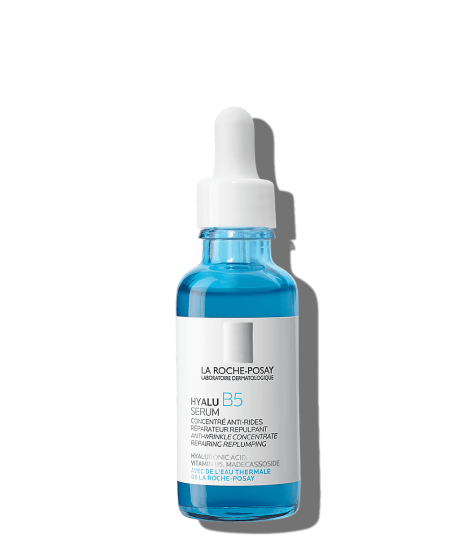 LA ROCHE-POSAY
LABORATOIRE DERMATOLOGIQUE
HYALU B5
SERUM
CONCENTRÉ ANTI-RIDES
RÉPARATEUR REPULPANT
ANTI-WRINKLE CONCENTRATE
REPAIRING REPLUMPING
HYALURONIC ACID,
VITAMIN B5, MADECASSOSIDE
AVEC DE L'EAU THERMALE
DE LA ROCHE-POSAY